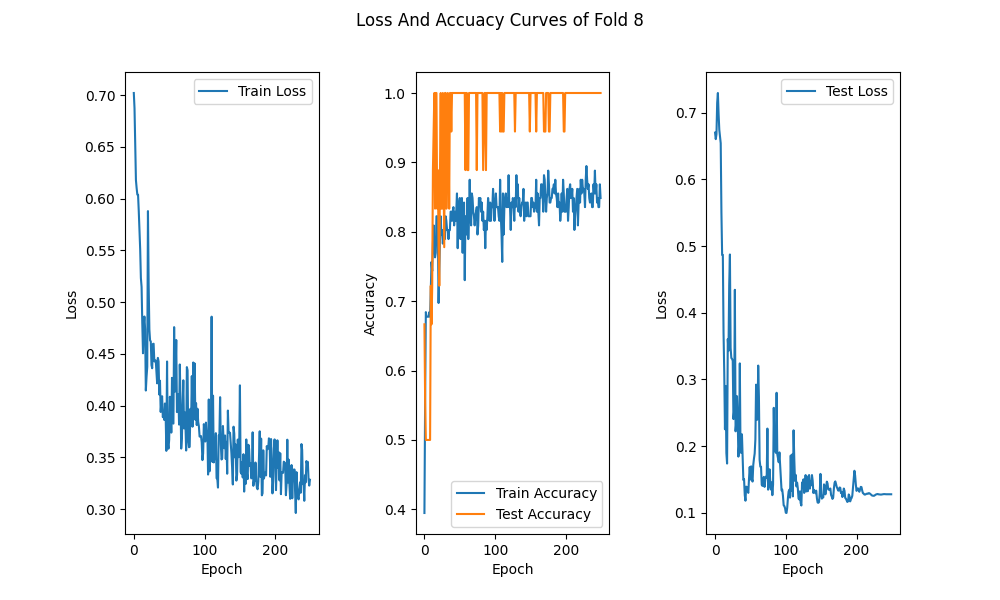 Loss And Accuacy Curves of Fold 8
Train Loss
0.70
0.65
0.60
0.55
0.50
0.45
0.40
0.35
0.30
Loss
0 100 200
Epoch
1.0
0.9
0.8
0.7
0.6
0.5
0.4
Accuracy
Train Accuracy
Test Accuracy
0 100 200
Epoch
Test Loss
0.7
0.6
0.5
0.4
0.3
0.2
0.1
Loss
0 100 200
Epoch